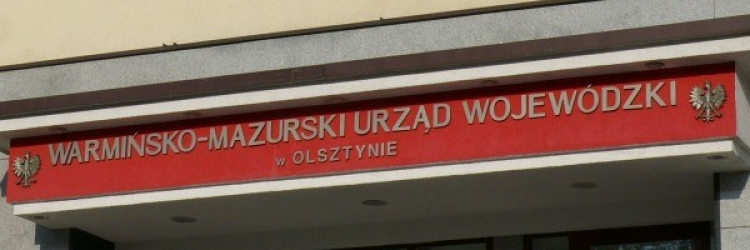 WARMIŃSKO-MAZURSKI URZĄD WOJEWÓDZKI
W OLSZTYNIE